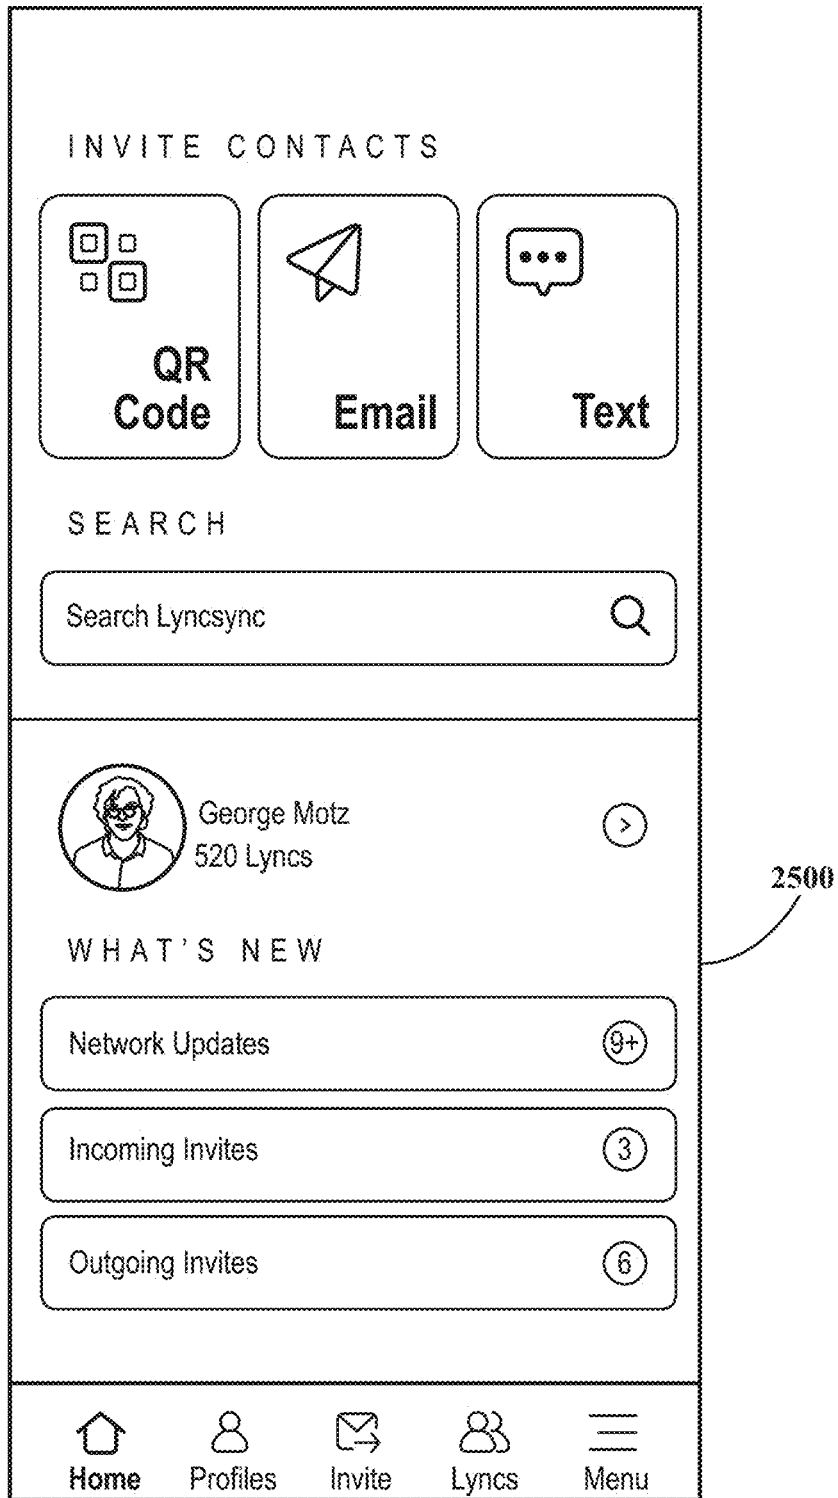 INVITE CONTACTS
QR
Code
Email
Text
SEARCH
Search Lyncsync
George Motz
520 Lyncs
2500
WHAT'S NEW
Network Updates
9+
Incoming Invites
3
Outgoing Invites
6
Home
Profiles
Invite
Lyncs
Menu